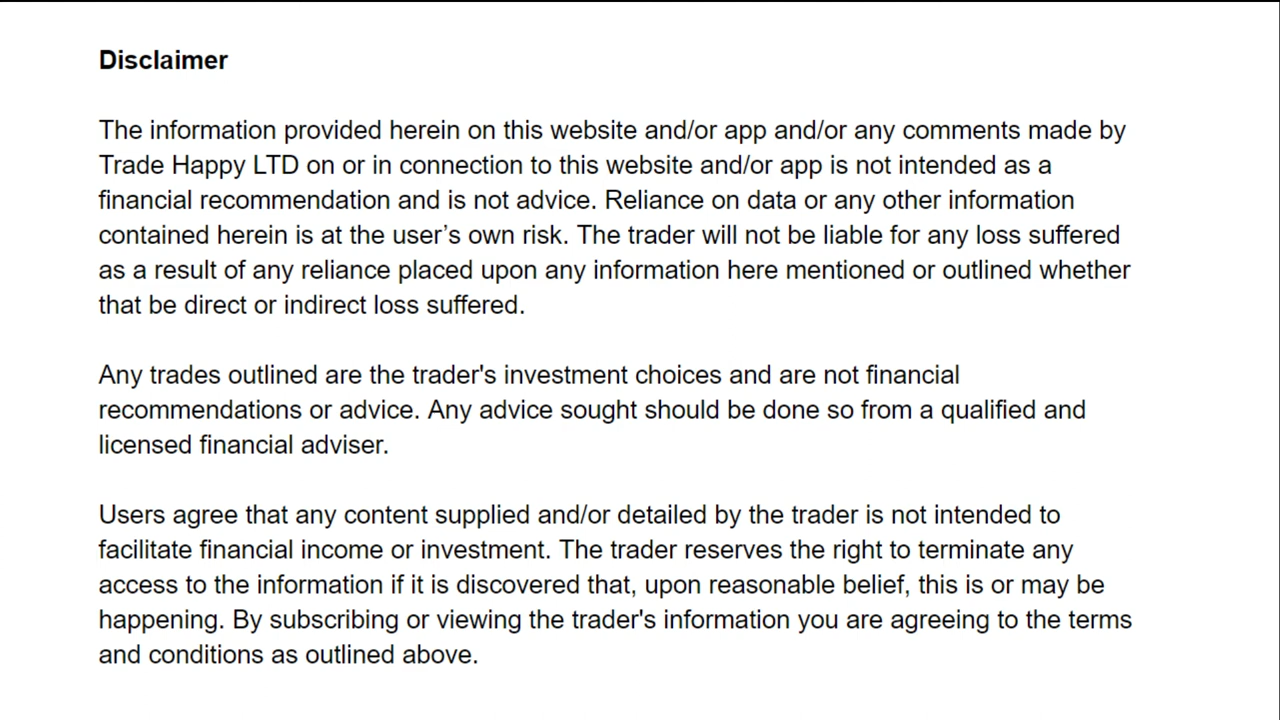 Disclaimer
The information provided herein on this website and/or app and/or any comments made by
Trade Happy LTD on or in connection to this website and/or app is not intended as a
financial recommendation and is not advice. Reliance on data or any other information
contained herein is at the user’s own risk. The trader will not be liable for any loss suffered
as a result of any reliance placed upon any information here mentioned or outlined whether
that be direct or indirect loss suffered.
Any trades outlined are the trader's investment choices and are not financial
recommendations or advice. Any advice sought should be done so from a qualified and
licensed financial adviser.
Users agree that any content supplied and/or detailed by the trader is not intended to
facilitate financial income or investment. The trader reserves the right to terminate any
access to the information if it is discovered that, upon reasonable belief, this is or may be
happening. By subscribing or viewing the trader's information you are agreeing to the terms
and conditions as outlined above.